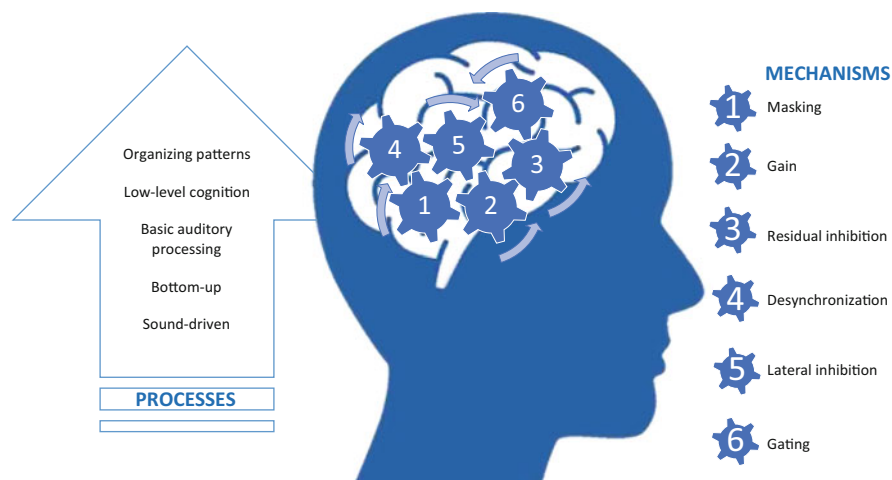 Organizing patterns
Low-level cognition
Basic auditory
processing
Bottom-up
Sound-driven
PROCESSES
6
5
4
3
1
2
MECHANISMS
1 Masking
2 Gain
3 Residual inhibition
4 Desynchronization
5 Lateral inhibition
6 Gating